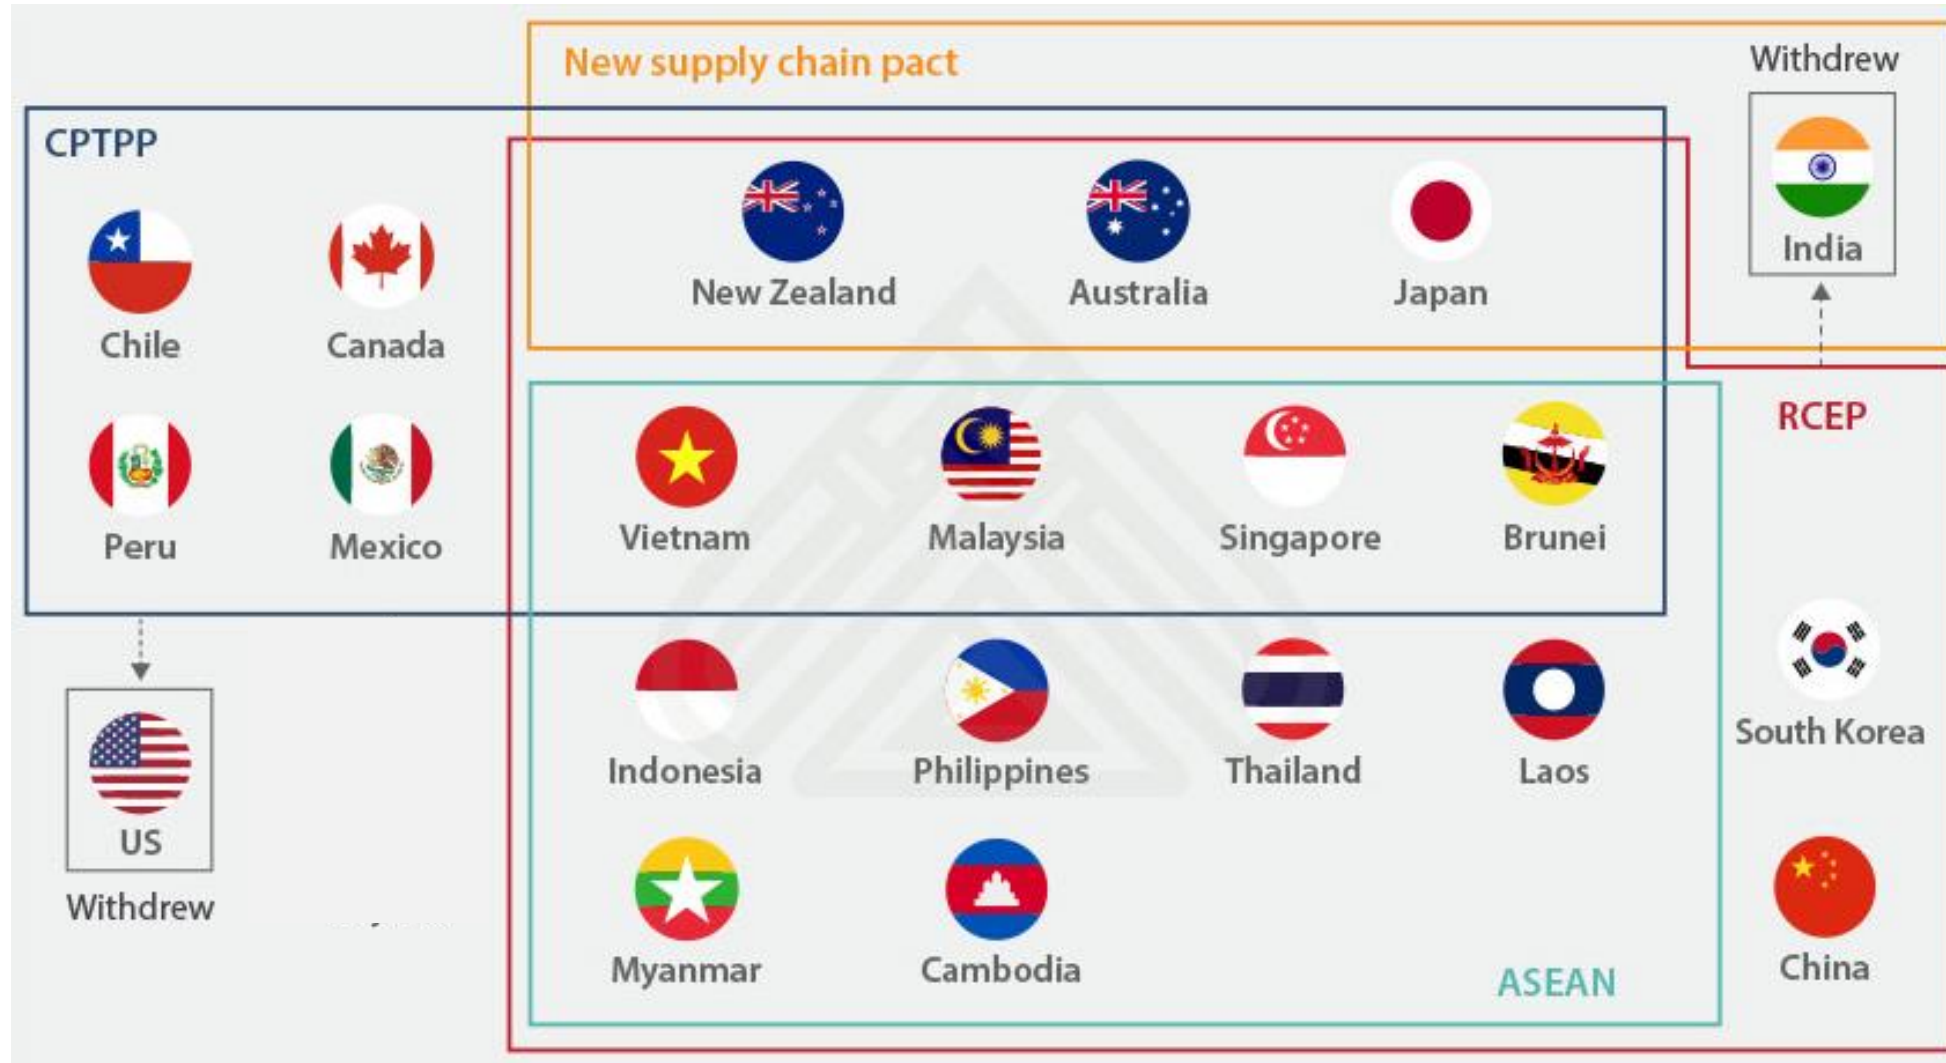 New supply chain pact
Withdrew
CPTPP
India
New Zealand
Australia
Japan
Chile
Canada
RCEP
Vietnam
Malaysia
Singapore
Brunei
Peru
Mexico
South Korea
Indonesia
Philippines
Thailand
Laos
US
Withdrew
Myanmar
Cambodia
China
ASEAN